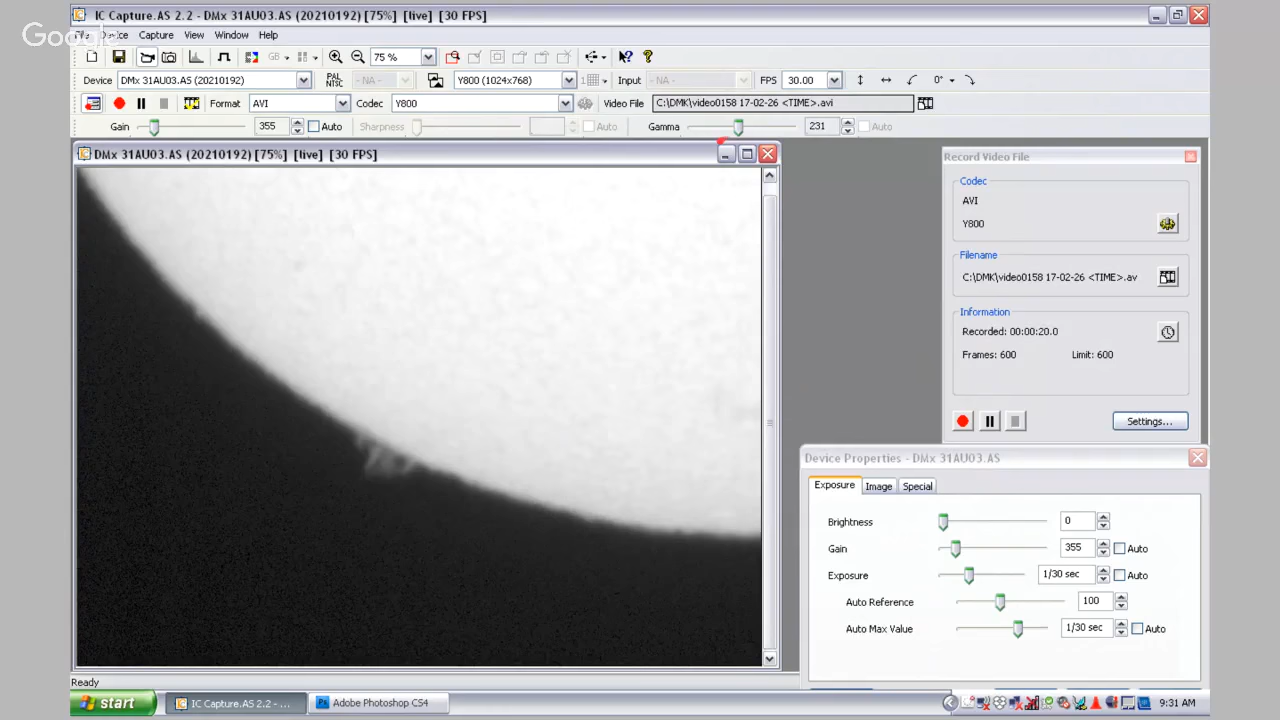 IC Capture.AS 2.2 - DMx 31AU03.AS (20210192) [75%] [live] [30 FPS]
Google
Device Capture View Window Help
GB 75 %
Device DMx 31AU03.AS (20210192) PAL NTSC - NA - Y800 (1024x768) Input - NA - FPS 30.00 0°
Format AVI Codec Y800 Video File C:\DMK\video0158 17-02-26 <TIME>.avi
Gain 355 Auto Sharpness Auto Gamma 231 Auto
DMx 31AU03.AS (20210192) [75%] [live] [30 FPS]
Record Video File
Codec
AVI
Y800
Filename
C:\DMK\video0158 17-02-26 <TIME>.av
Information
Recorded: 00:00:20.0
Frames: 600 Limit: 600
Settings...
Device Properties - DMx 31AU03.AS
Exposure Image Special
Brightness 0
Gain 355 Auto
Exposure 1/30 sec Auto
Auto Reference 100
Auto Max Value 1/30 sec Auto
Ready
start IC Capture.AS 2.2 - ... Adobe Photoshop CS4 9:31 AM